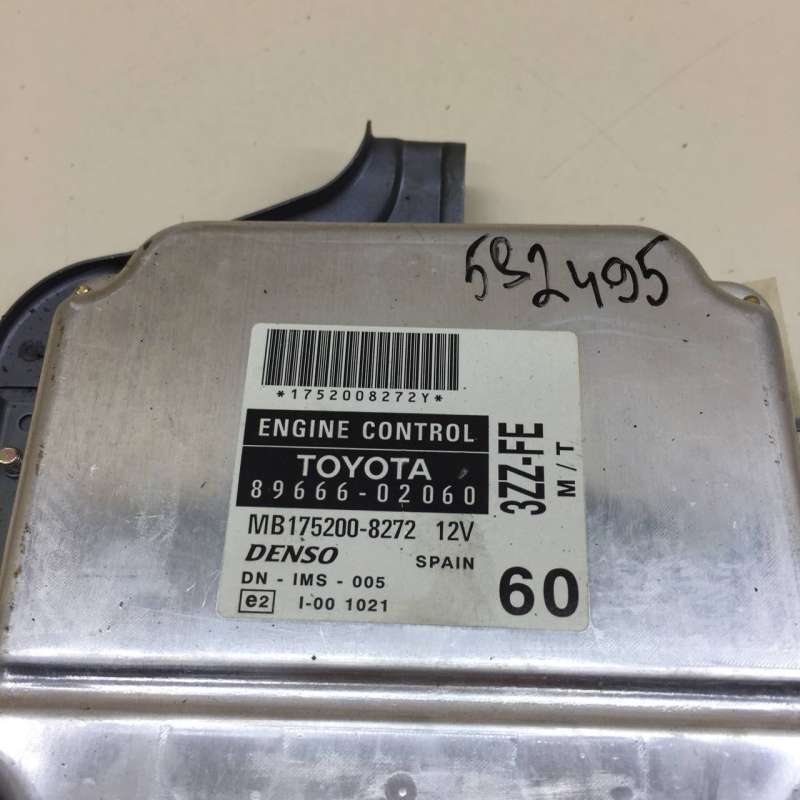 592495
*1752008272Y*
ENGINE CONTROL
TOYOTA
89666-02060
MB175200-8272 12V
DENSO SPAIN
DN - IMS - 005
e2 I-00 1021
3ZZ-FE
M/T
60